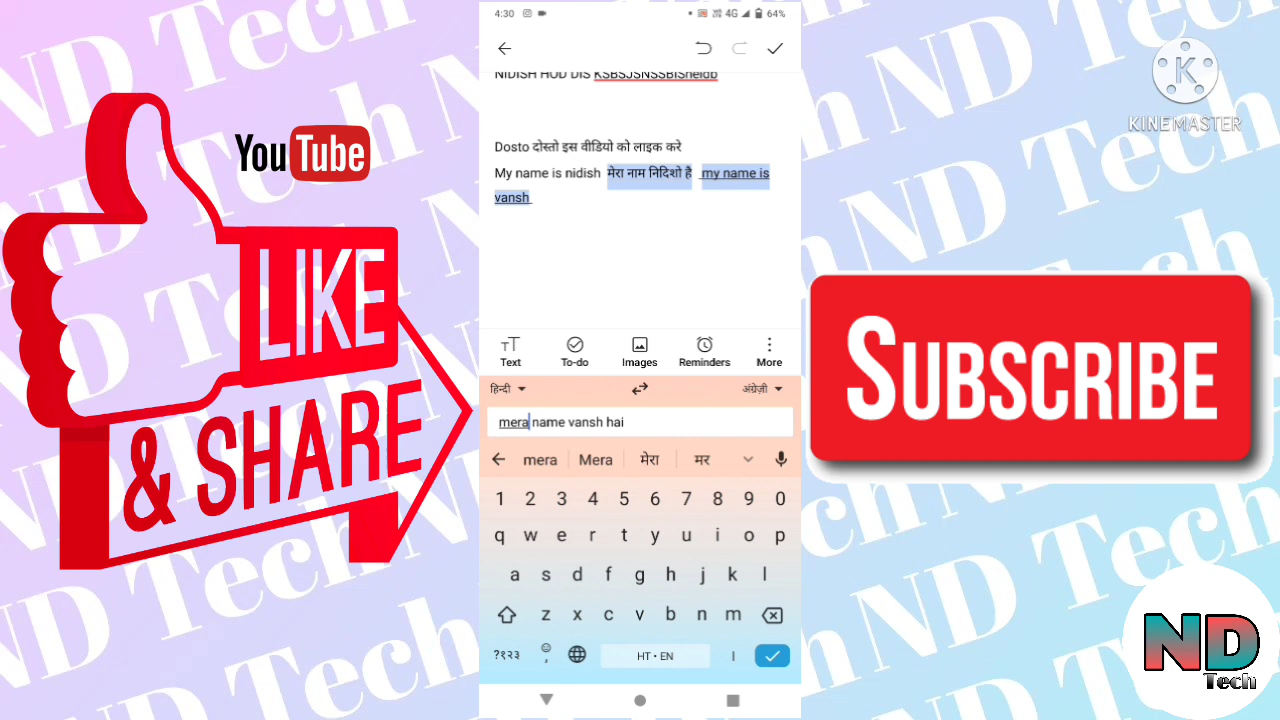 ND Tech
YouTube
LIKE
& SHARE
4:30
4G
64%
NIDISH HOD DIS KSBSJSNSSBISheldb
Dosto दोस्तो इस वीडियो को लाइक करे
My name is nidish मेरा नाम निदिशो है my name is
vansh
Text To-do Images Reminders More
हिन्दी अंग्रेज़ी
mera name vansh hai
mera Mera मेरा मर
1 2 3 4 5 6 7 8 9 0
q w e r t y u i o p
a s d f g h j k l
z x c v b n m
?१२३ , HT • EN |
K
KINEMASTER
SUBSCRIBE
ND
Tech